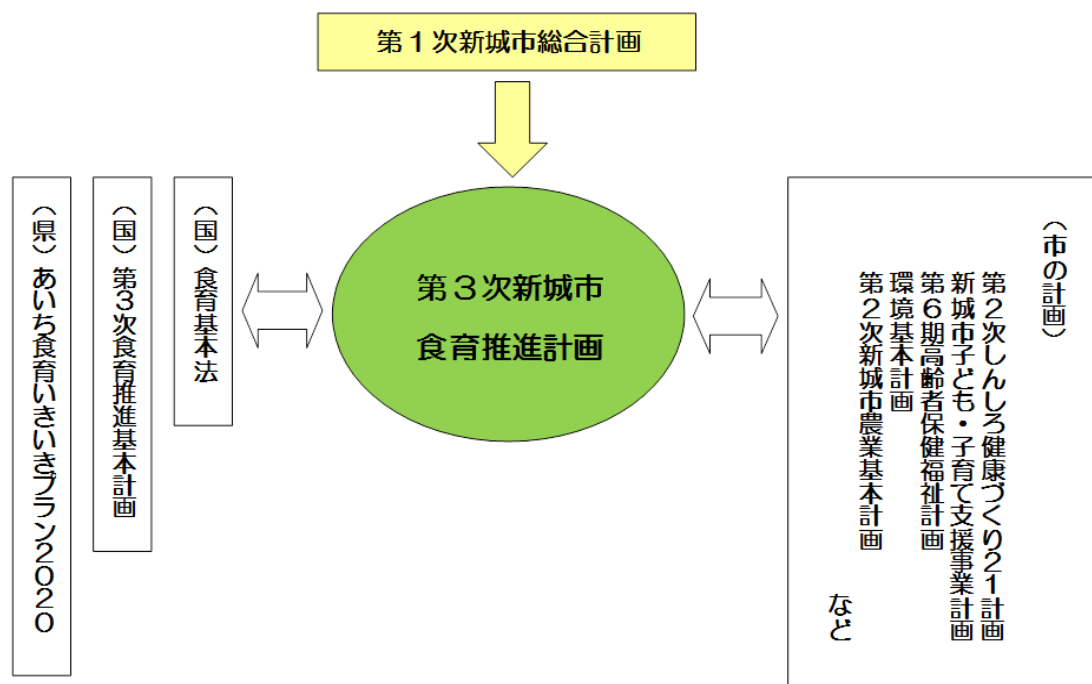 第１次新城市総合計画
第３次新城市
食育推進計画
（国）食育基本法
（国）第３次食育推進基本計画
（県）あいち食育いきいきプラン２０２０
（市の計画）
第２次しんしろ健康づくり２１計画
新城市子ども・子育て支援事業計画
第６期高齢者保健福祉計画
環境基本計画
第２次新城市農業基本計画
など